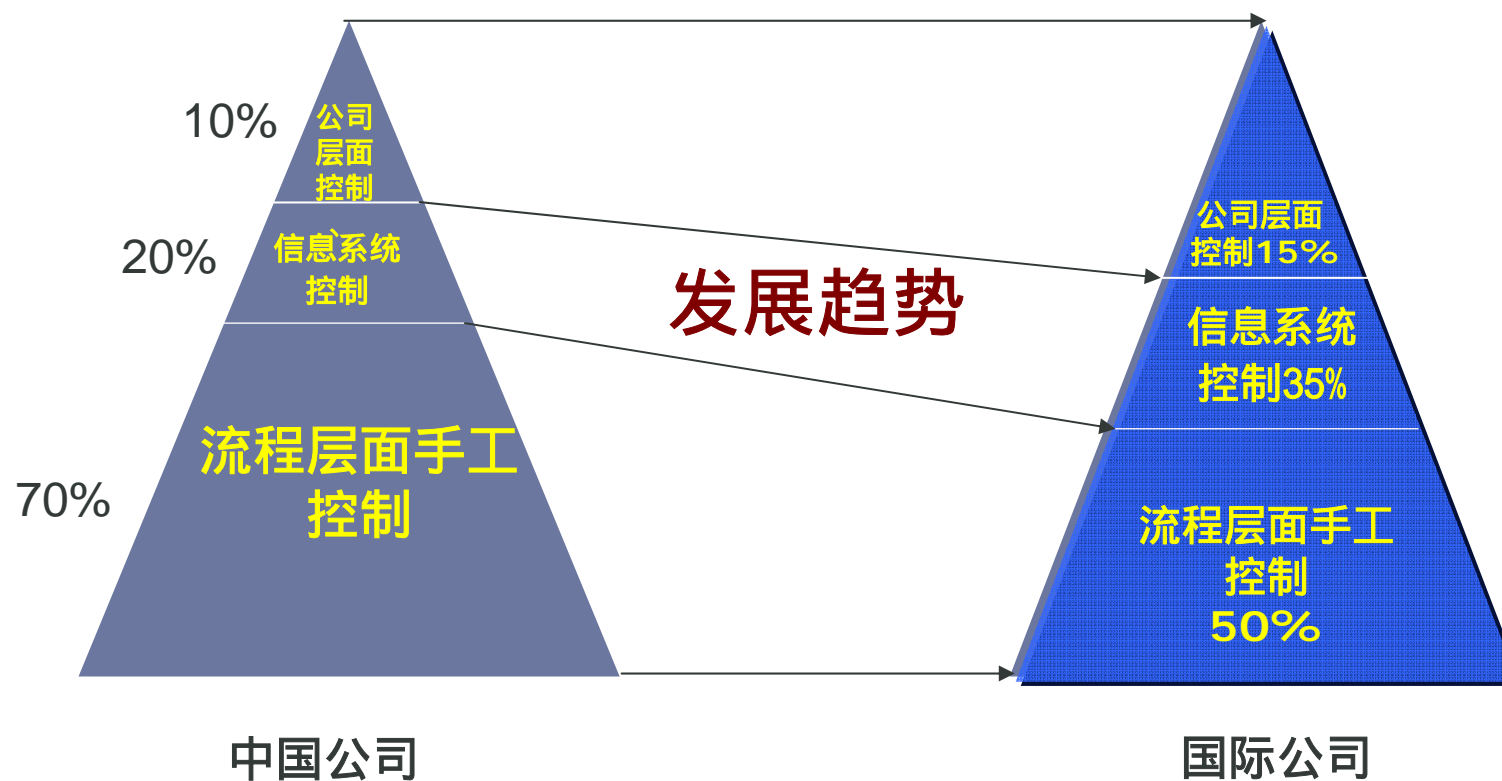 10%
公司
层面
控制
20%
信息系统
控制
70%
流程层面手工
控制
发展趋势
公司层面
控制15%
信息系统
控制35%
流程层面手工
控制
50%
中国公司
国际公司